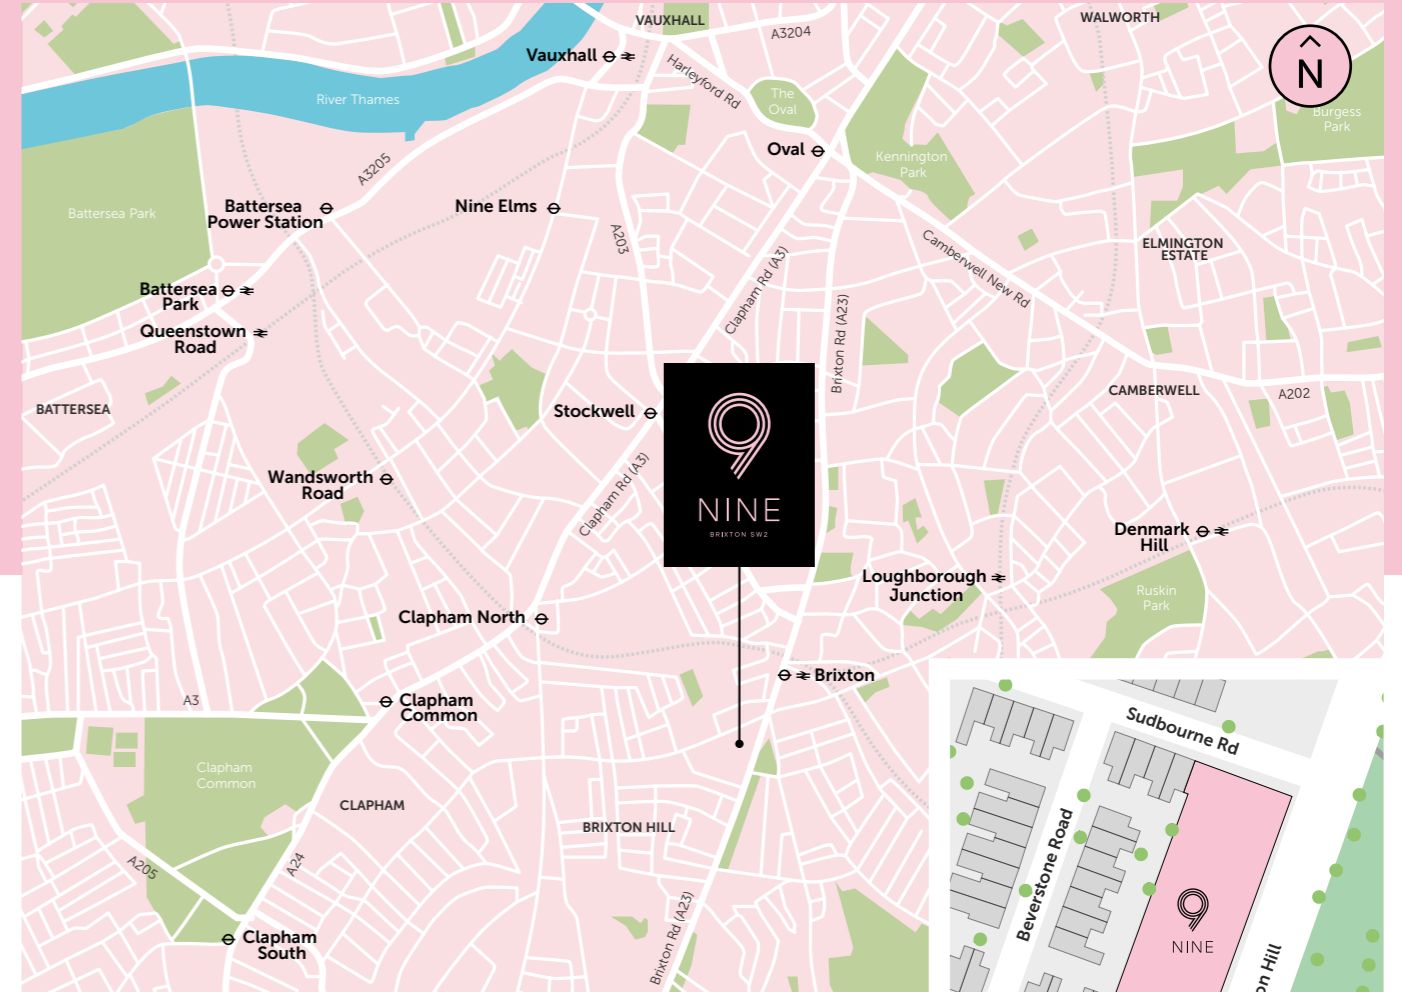 VAUXHALL
WALWORTH
A3204
Vauxhall
Harleyford Rd
N
River Thames
The
Oval
Burgess
Park
Oval
Kennington
Park
A3205
Battersea Park
Battersea
Power Station
Nine Elms
A203
Camberwell New Rd
ELMINGTON
ESTATE
Clapham Rd (A3)
Battersea
Park
Queenstown
Road
Brixton Rd (A23)
BATTERSEA
Stockwell
CAMBERWELL
A202
9
NINE
BRIXTON SW2
Wandsworth
Road
Clapham Rd (A3)
Denmark
Hill
Loughborough
Junction
Ruskin
Park
Clapham North
Brixton
A3
Clapham
Common
Clapham
Common
CLAPHAM
BRIXTON HILL
A205
A24
Clapham
South
Brixton Rd (A23)
Sudbourne Rd
Beverstone Road
9
NINE
on Hill